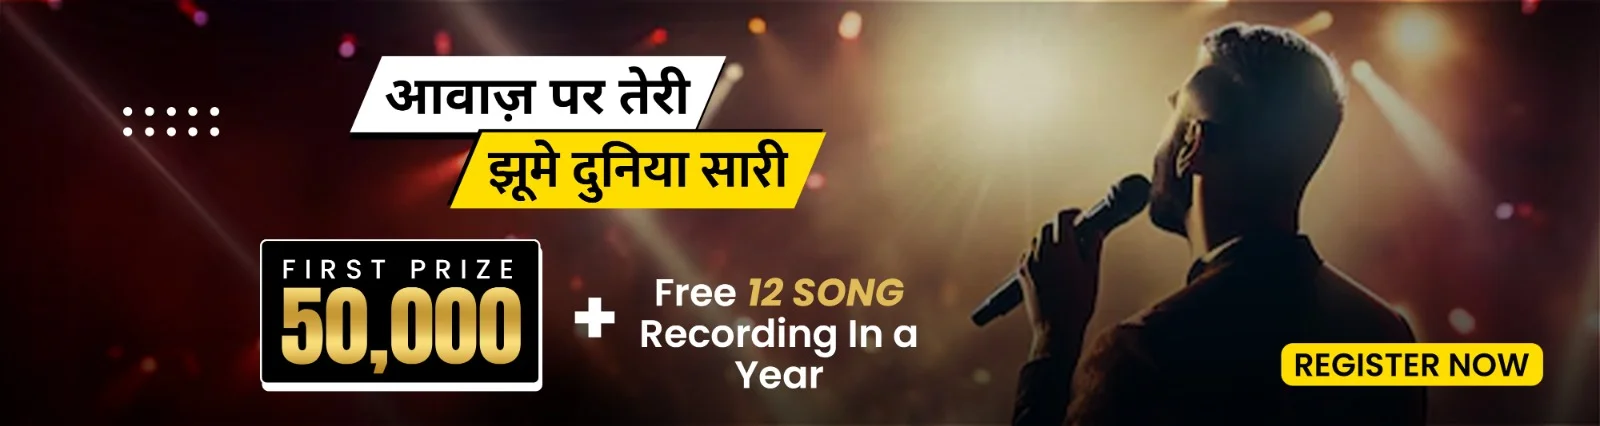 आवाज़ पर तेरी
झूमे दुनिया सारी
FIRST PRIZE
50,000
+
Free 12 SONG
Recording In a
Year
REGISTER NOW